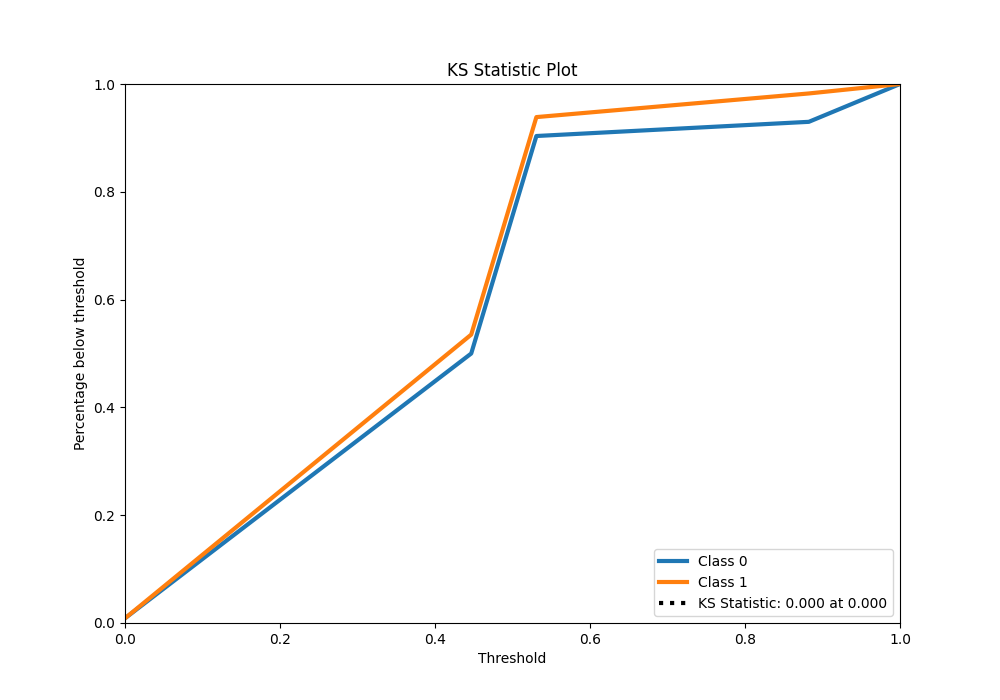 KS Statistic Plot
1.0
0.8
0.6
0.4
0.2
0.0
Percentage below threshold
0.0 0.2 0.4 0.6 0.8 1.0
Threshold
Class 0
Class 1
KS Statistic: 0.000 at 0.000